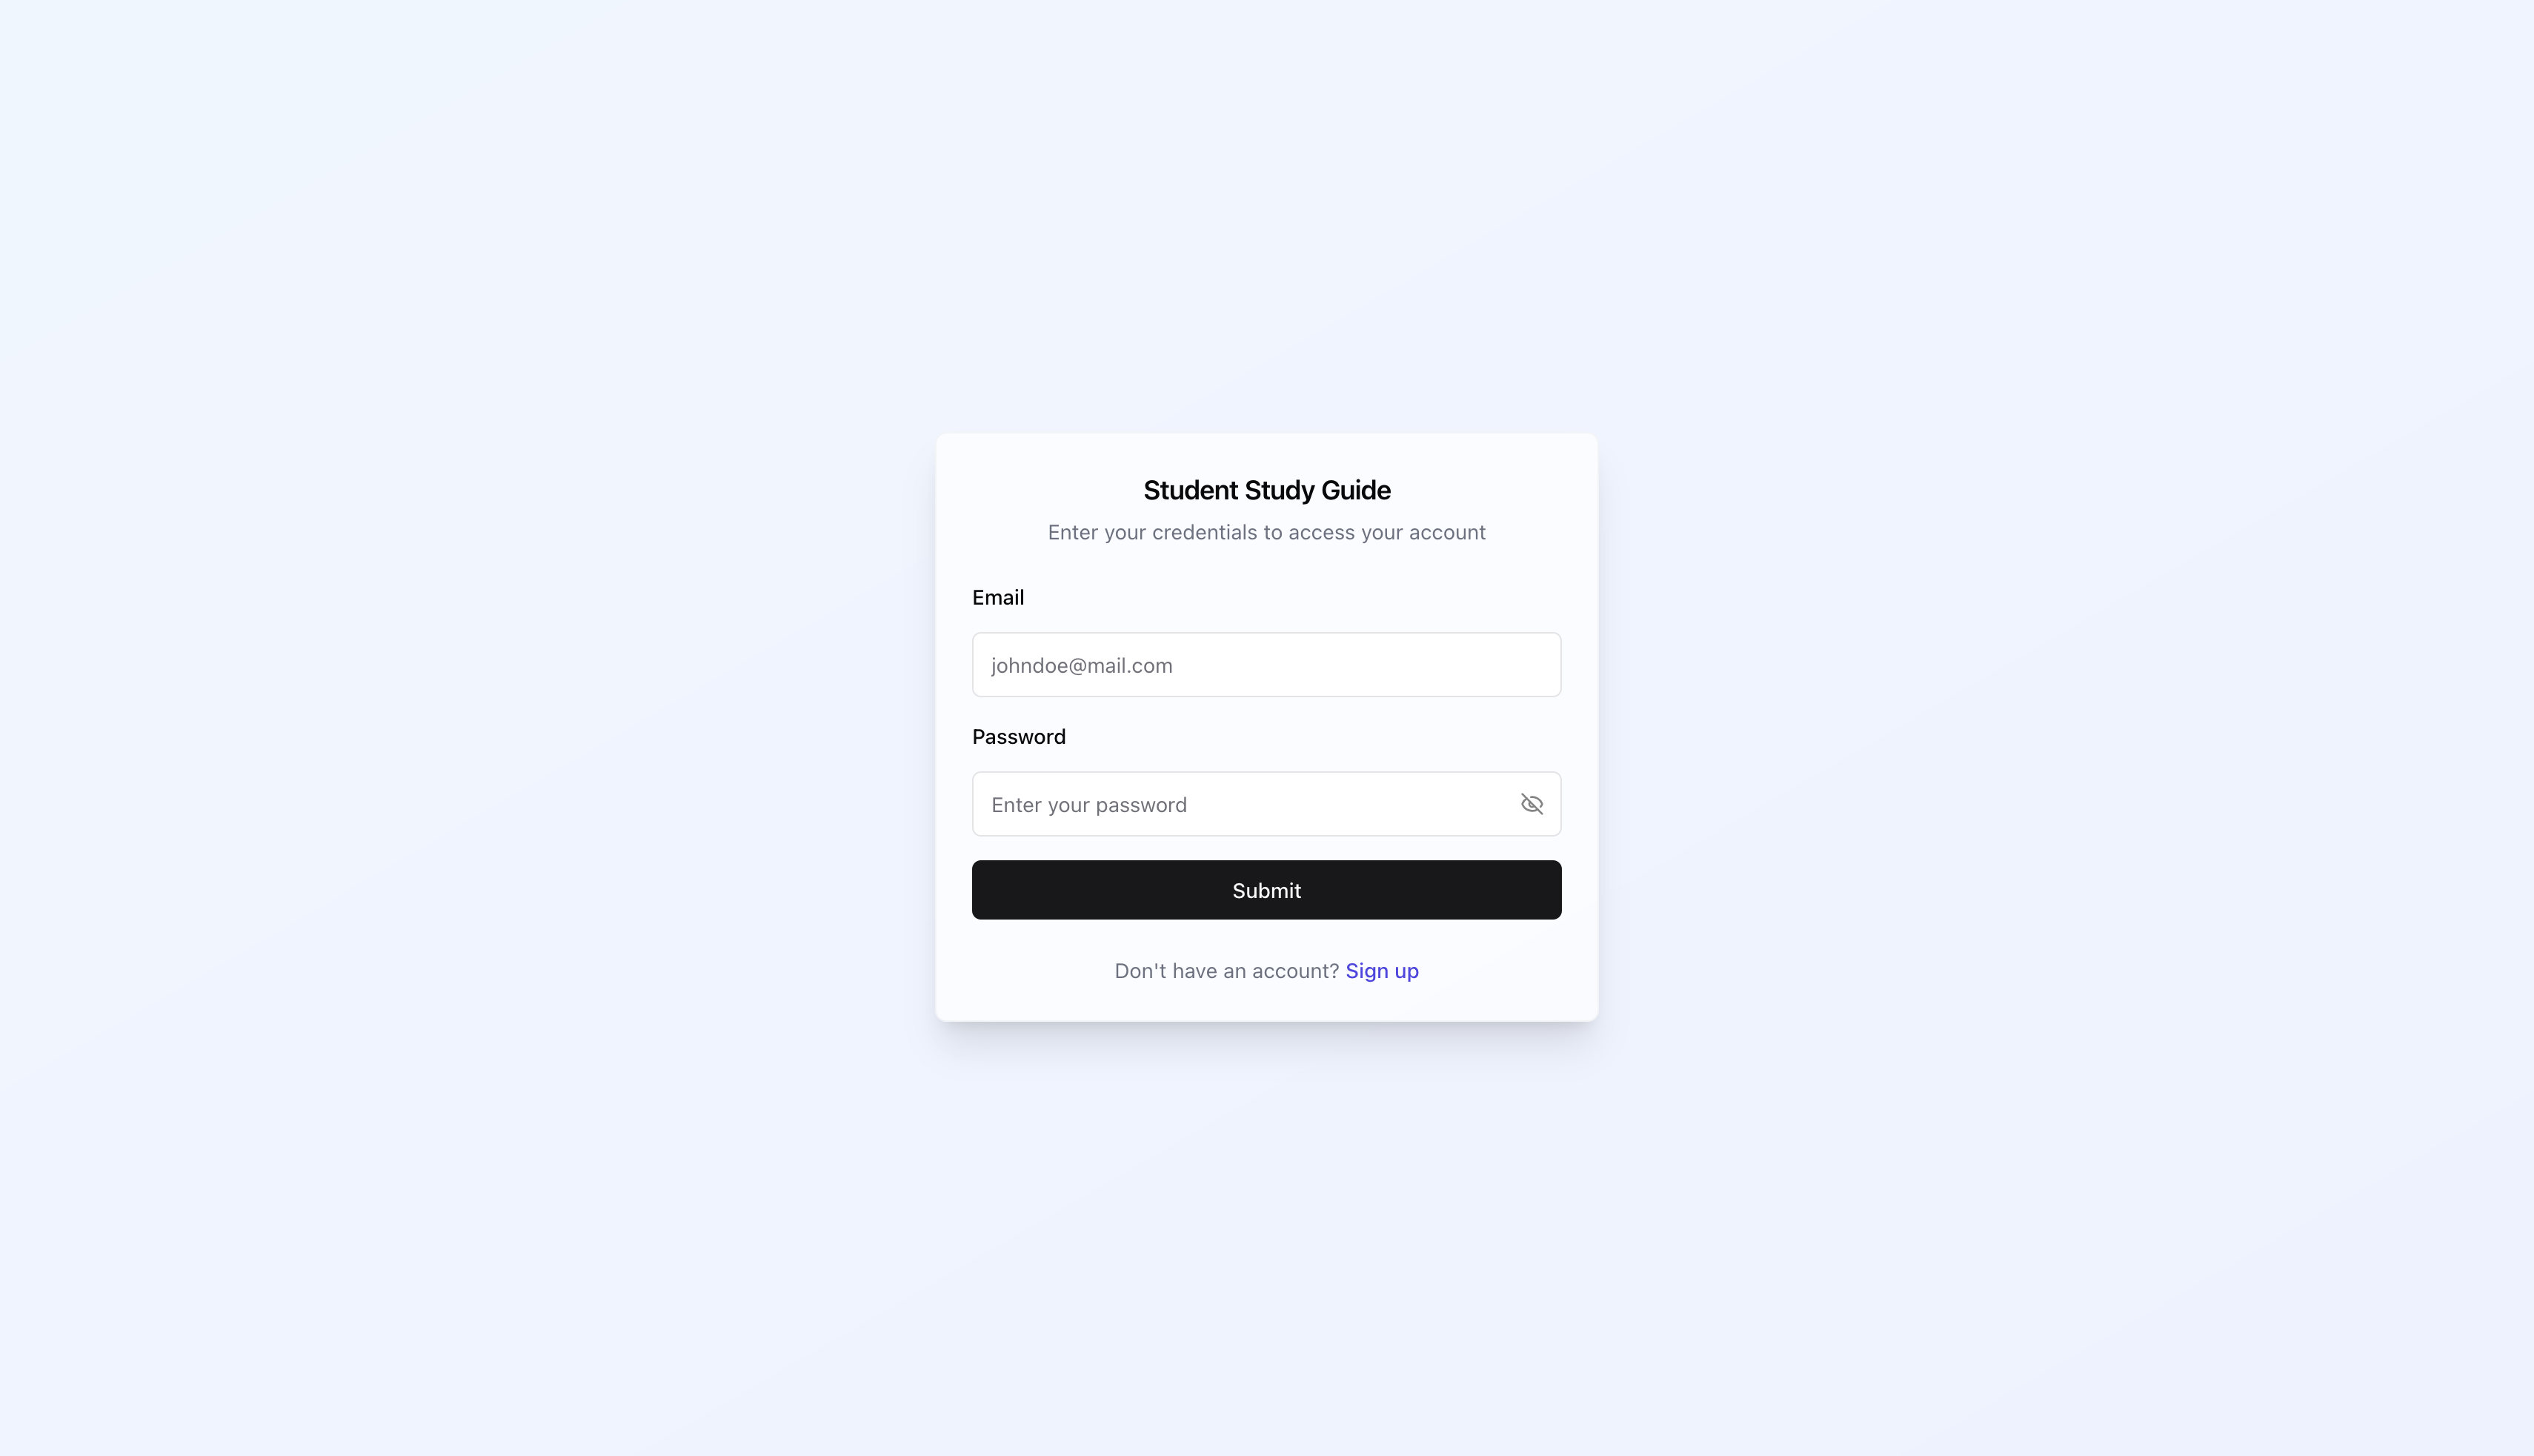 Student Study Guide
Enter your credentials to access your account
Email
johndoe@mail.com
Password
Enter your password
Submit
Don't have an account? Sign up